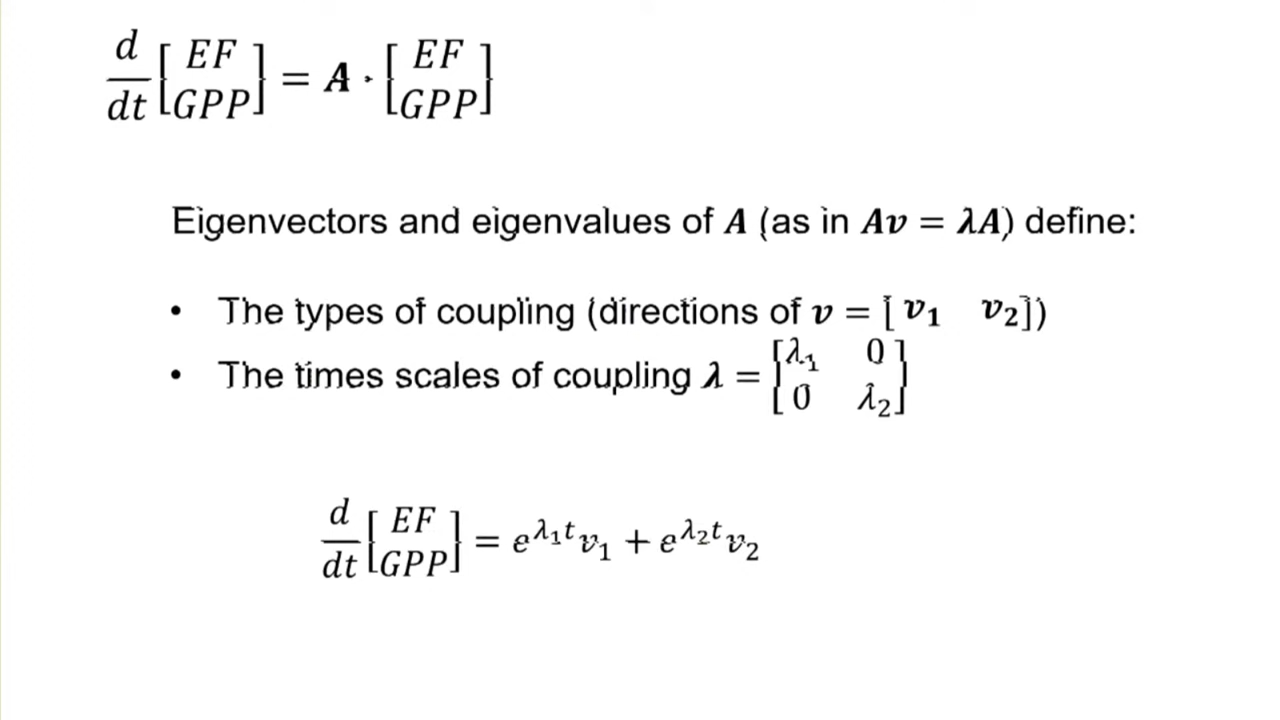 d/dt [EF GPP] = A · [EF GPP]
Eigenvectors and eigenvalues of A (as in Av = λA) define:
• The types of coupling (directions of v = [v₁ v₂])
• The times scales of coupling λ = [λ₁ 0 0 λ₂]
d/dt [EF GPP] = e^{λ₁t}v₁ + e^{λ₂t}v₂